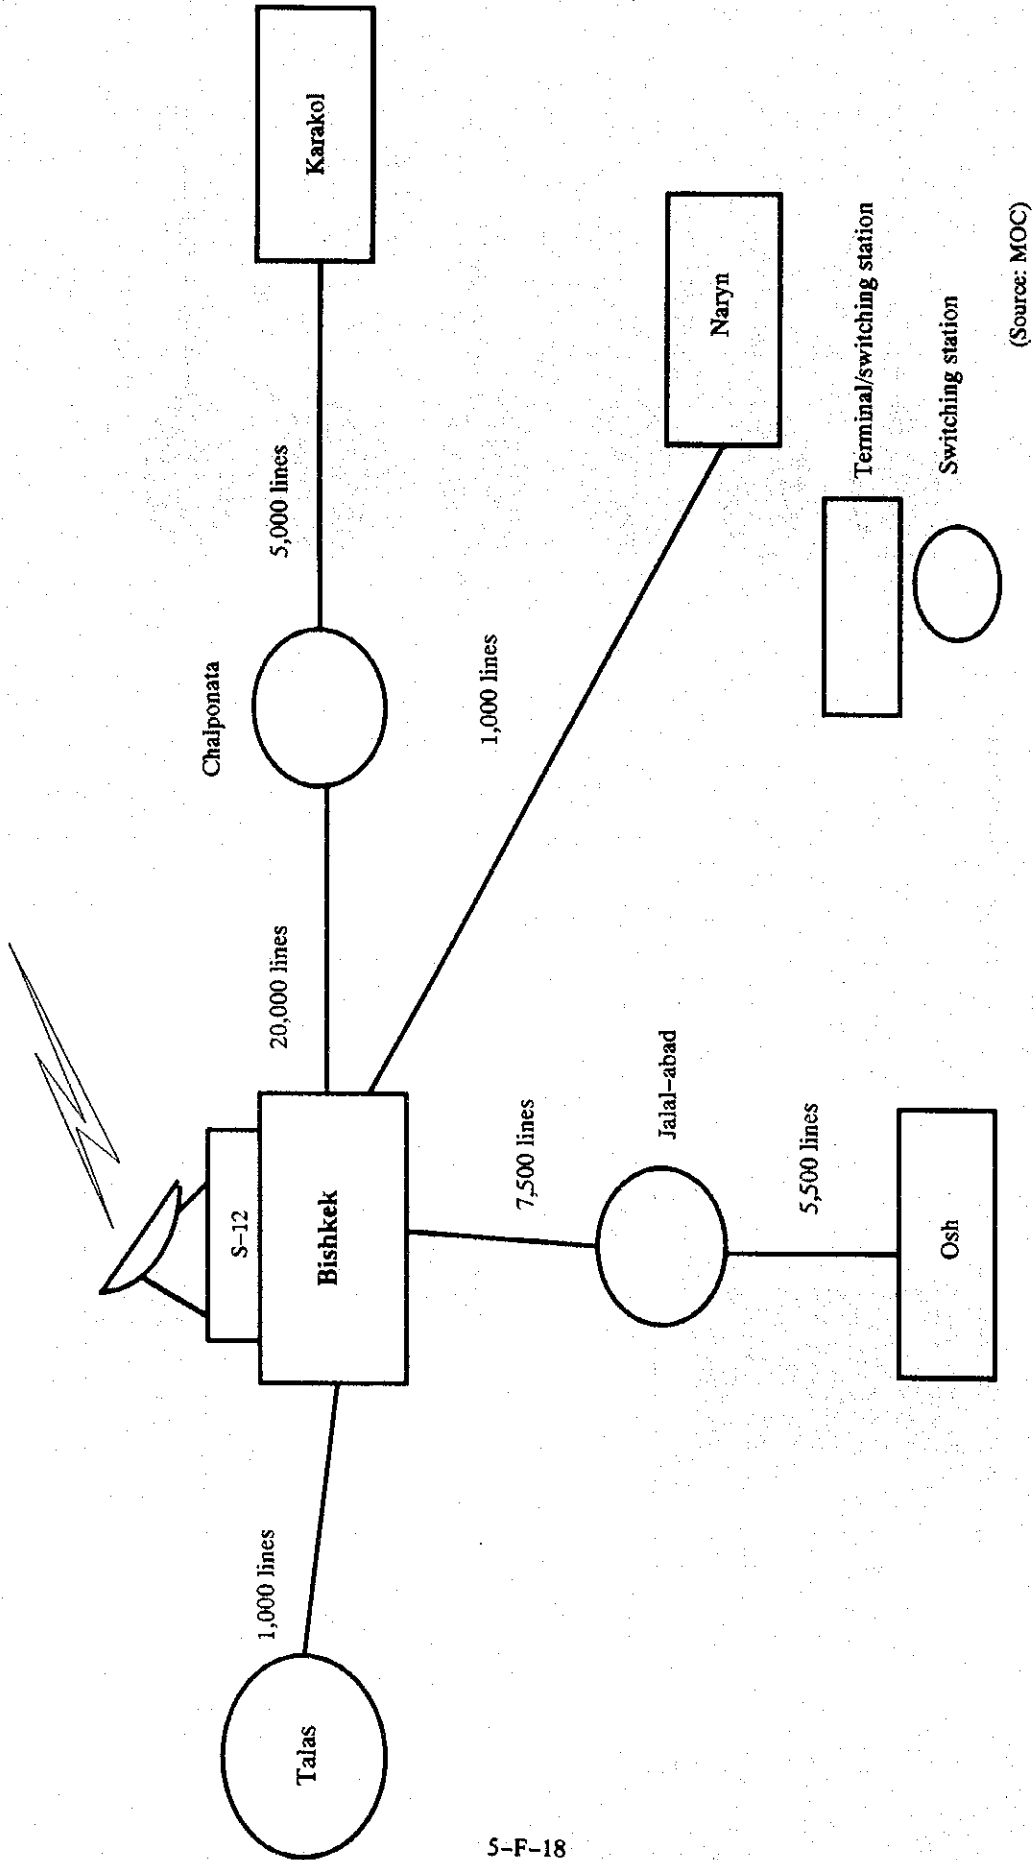 S-12
Bishkek
Talas
1,000 lines
20,000 lines
Chalponata
5,000 lines
Karakol
1,000 lines
Naryn
7,500 lines
Jalal-abad
5,500 lines
Osh
Terminal/switching station
Switching station
(Source: MOC)
5-F-18